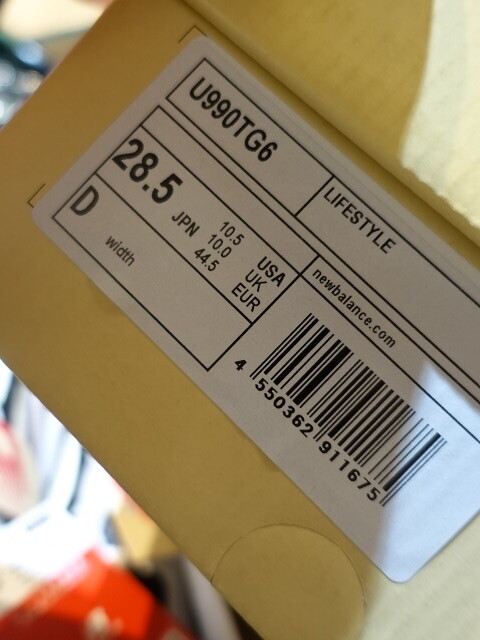 U990TG6
LIFESTYLE
28.5 JPN
10.5 USA
10.0 UK
44.5 EUR
D width
newbalance.com
4 550362 911675